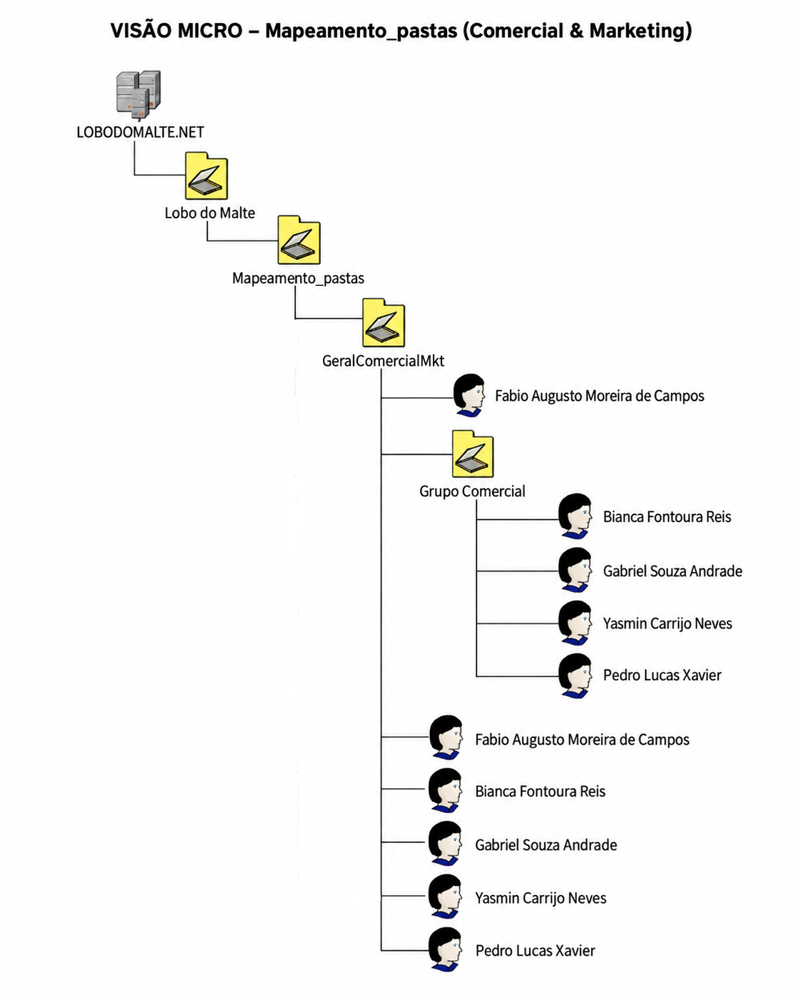 VISÃO MICRO – Mapeamento_pastas (Comercial & Marketing)
LOBODOMALTE.NET
Lobo do Malte
Mapeamento_pastas
GeralComercialMkt
Fabio Augusto Moreira de Campos
Grupo Comercial
Bianca Fontoura Reis
Gabriel Souza Andrade
Yasmin Carrijo Neves
Pedro Lucas Xavier
Fabio Augusto Moreira de Campos
Bianca Fontoura Reis
Gabriel Souza Andrade
Yasmin Carrijo Neves
Pedro Lucas Xavier